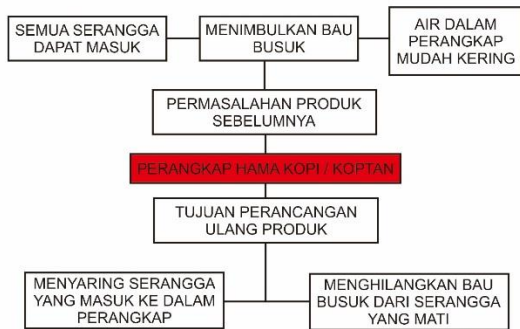 SEMUA SERANGGA
DAPAT MASUK
MENIMBULKAN BAU
BUSUK
AIR DALAM
PERANGKAP
MUDAH KERING
PERMASALAHAN PRODUK
SEBELUMNYA
PERANGKAP HAMA KOPI / KOPTAN
TUJUAN PERANCANGAN
ULANG PRODUK
MENYARING SERANGGA
YANG MASUK KE DALAM
PERANGKAP
MENGHILANGKAN BAU
BUSUK DARI SERANGGA
YANG MATI